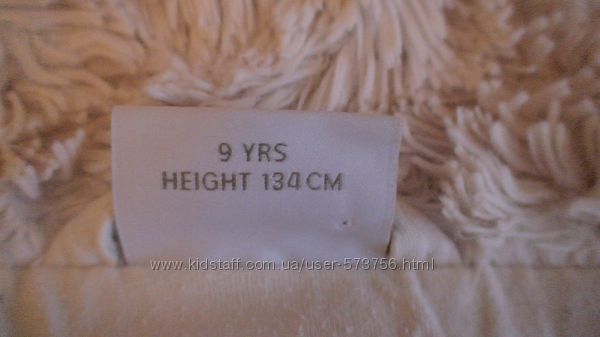 9 YRS
HEIGHT 134 CM
www.kidstaff.com.ua/user-573756.html